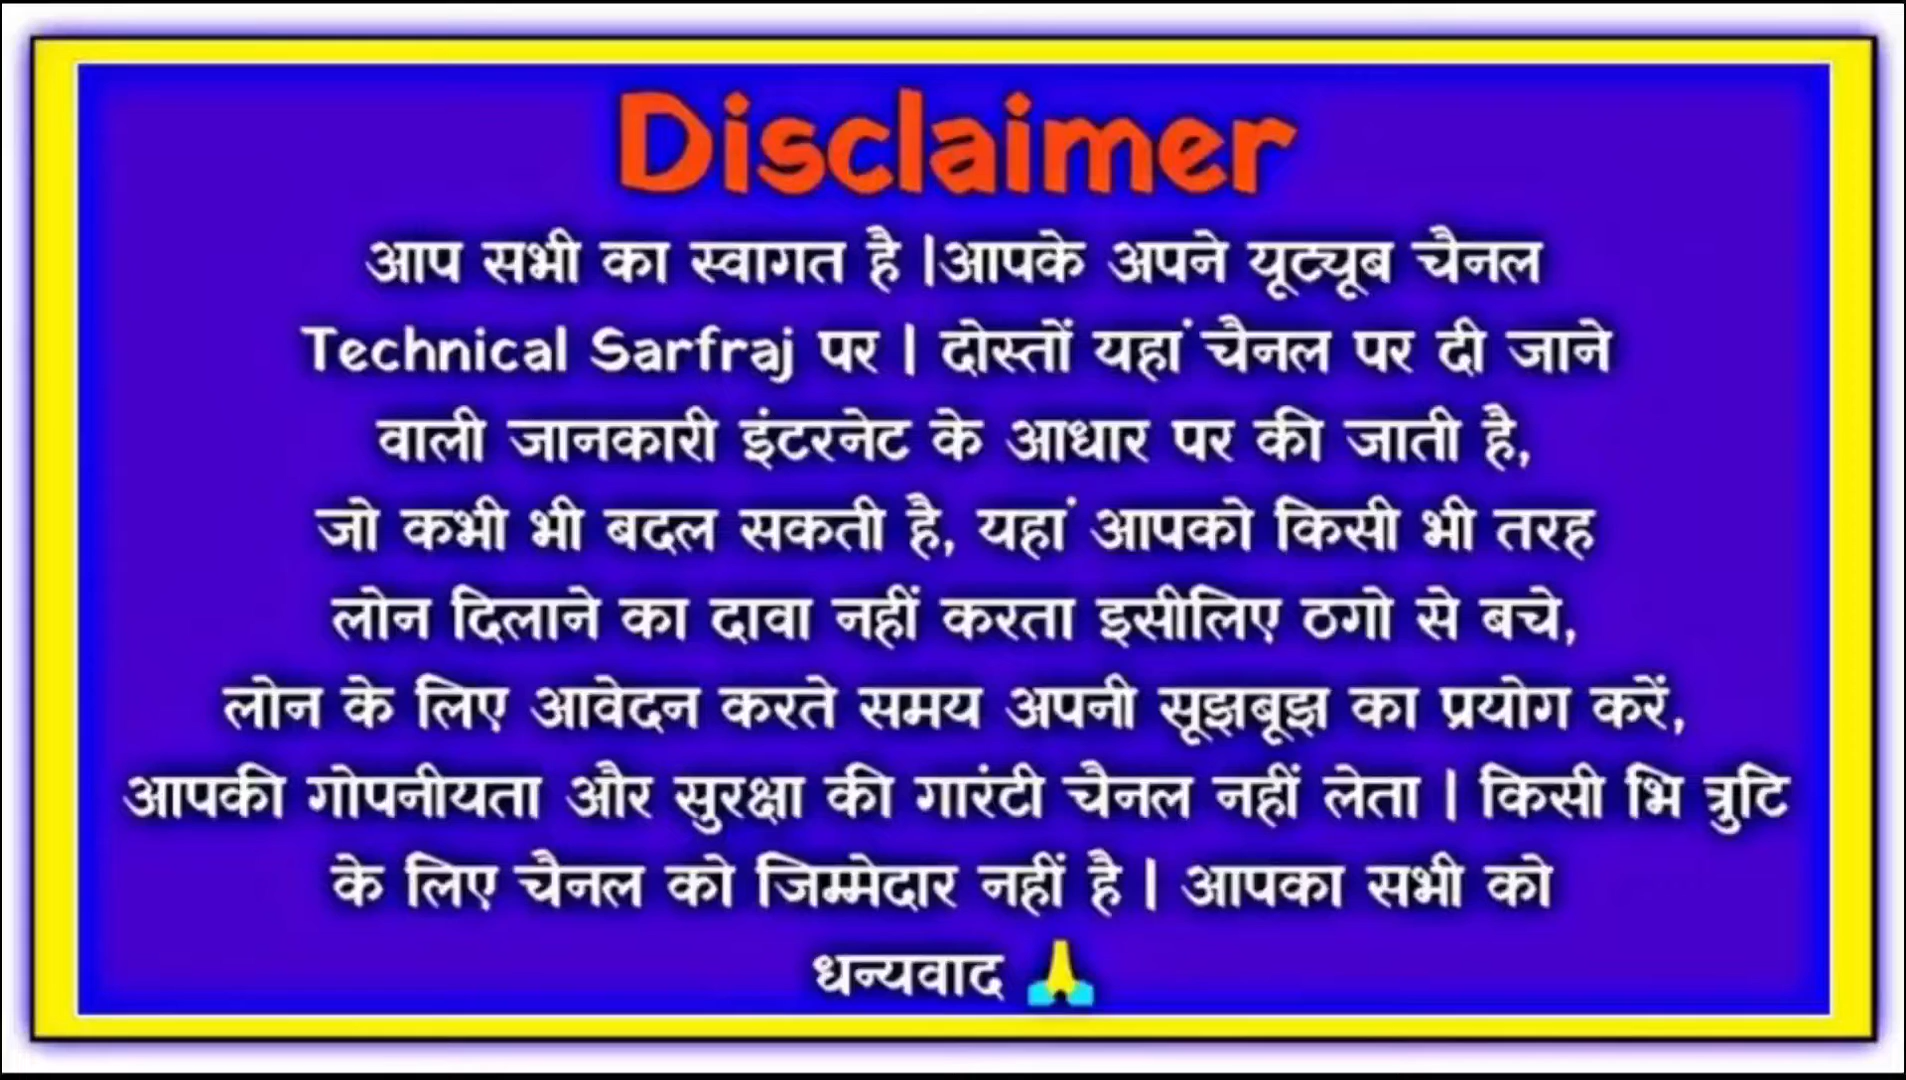 Disclaimer
आप सभी का स्वागत है |आपके अपने यूट्यूब चैनल
Technical Sarfraj पर | दोस्तों यहां चैनल पर दी जाने
वाली जानकारी इंटरनेट के आधार पर की जाती है,
जो कभी भी बदल सकती है, यहां आपको किसी भी तरह
लोन दिलाने का दावा नहीं करता इसीलिए ठगो से बचे,
लोन के लिए आवेदन करते समय अपनी सूझबूझ का प्रयोग करें,
आपकी गोपनीयता और सुरक्षा की गारंटी चैनल नहीं लेता | किसी भि त्रुटि
के लिए चैनल को जिम्मेदार नहीं है | आपका सभी को
धन्यवाद 🙏